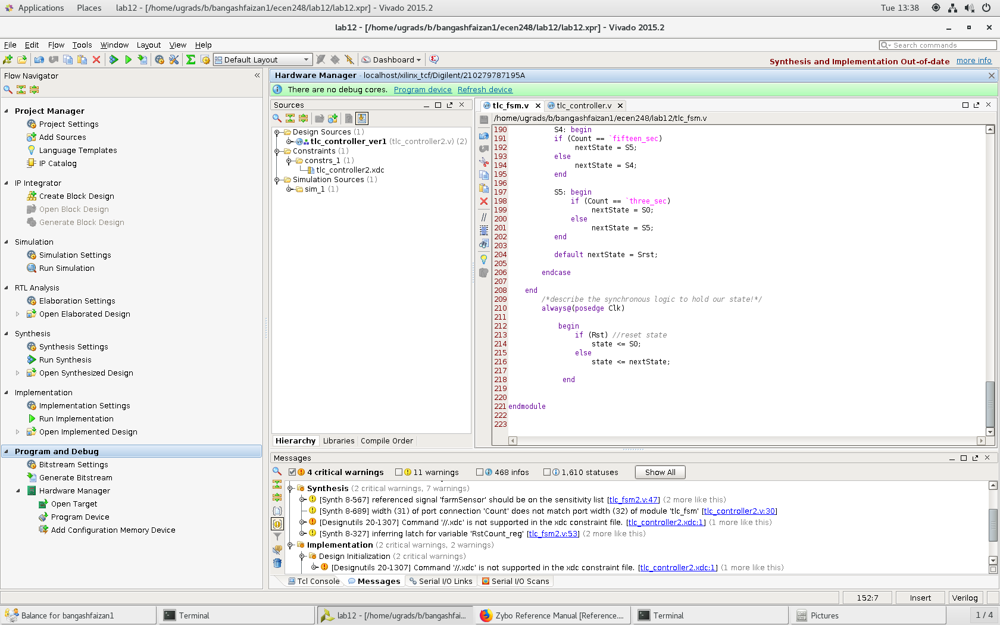 Applications Places lab12 - [/home/ugrads/b/bangashfaizan1/ecen248/lab12/lab12.xpr] - Vivado 2015.2 Tue 13:38
lab12 - [/home/ugrads/b/bangashfaizan1/ecen248/lab12/lab12.xpr] - Vivado 2015.2
File Edit Flow Tools Window Layout View Help Search commands
Default Layout Dashboard Synthesis and Implementation Out-of-date more info
Flow Navigator
Project Manager
Project Settings
Add Sources
Language Templates
IP Catalog
IP Integrator
Create Block Design
Open Block Design
Generate Block Design
Simulation
Simulation Settings
Run Simulation
RTL Analysis
Elaboration Settings
Open Elaborated Design
Synthesis
Synthesis Settings
Run Synthesis
Open Synthesized Design
Implementation
Implementation Settings
Run Implementation
Open Implemented Design
Program and Debug
Bitstream Settings
Generate Bitstream
Hardware Manager
Open Target
Program Device
Add Configuration Memory Device
Hardware Manager - localhost/xilinx_tcf/Digilent/210279787195A
There are no debug cores. Program device Refresh device
Sources
Design Sources (1)
tlc_controller_ver1 (tlc_controller2.v) (2)
Constraints (1)
constrs_1 (1)
tlc_controller2.xdc
Simulation Sources (1)
sim_1 (1)
Hierarchy Libraries Compile Order
tlc_fsm.v tlc_controller.v
/home/ugrads/b/bangashfaizan1/ecen248/lab12/tlc_fsm.v
190 S4: begin
191 if (Count == `fifteen_sec)
192 nextState = S5;
193 else
194 nextState = S4;
195 end
196
197 S5: begin
198 if (Count == `three_sec)
199 nextState = S0;
200 else
201 nextState = S5;
202 end
203
204 default nextState = Srst;
205
206 endcase
207
208 end
209 /*describe the synchronous logic to hold our state!*/
210 always@(posedge Clk)
211
212 begin
213 if (Rst) //reset state
214 state <= S0;
215 else
216 state <= nextState;
217
218 end
219
220
221 endmodule
222
223
Messages
4 critical warnings 11 warnings 468 infos 1,610 statuses Show All
Synthesis (2 critical warnings, 7 warnings)
[Synth 8-567] referenced signal 'farmSensor' should be on the sensitivity list [tlc_fsm2.v:47] (2 more like this)
[Synth 8-689] width (31) of port connection 'Count' does not match port width (32) of module 'tlc_fsm' [tlc_controller2.v:30]
[Designutils 20-1307] Command '//.xdc' is not supported in the xdc constraint file. [tlc_controller2.xdc:1] (1 more like this)
[Synth 8-327] inferring latch for variable 'RstCount_reg' [tlc_fsm2.v:53] (2 more like this)
Implementation (2 critical warnings, 2 warnings)
Design Initialization (2 critical warnings)
[Designutils 20-1307] Command '//.xdc' is not supported in the xdc constraint file. [tlc_controller2.xdc:1] (1 more like this)
Tcl Console Messages Serial I/O Links Serial I/O Scans
152:7 Insert Verilog
Balance for bangashfaizan1 Terminal lab12 - [/home/ugrads/b/bangashfai... Zybo Reference Manual [Reference.... Terminal Pictures 1 / 4